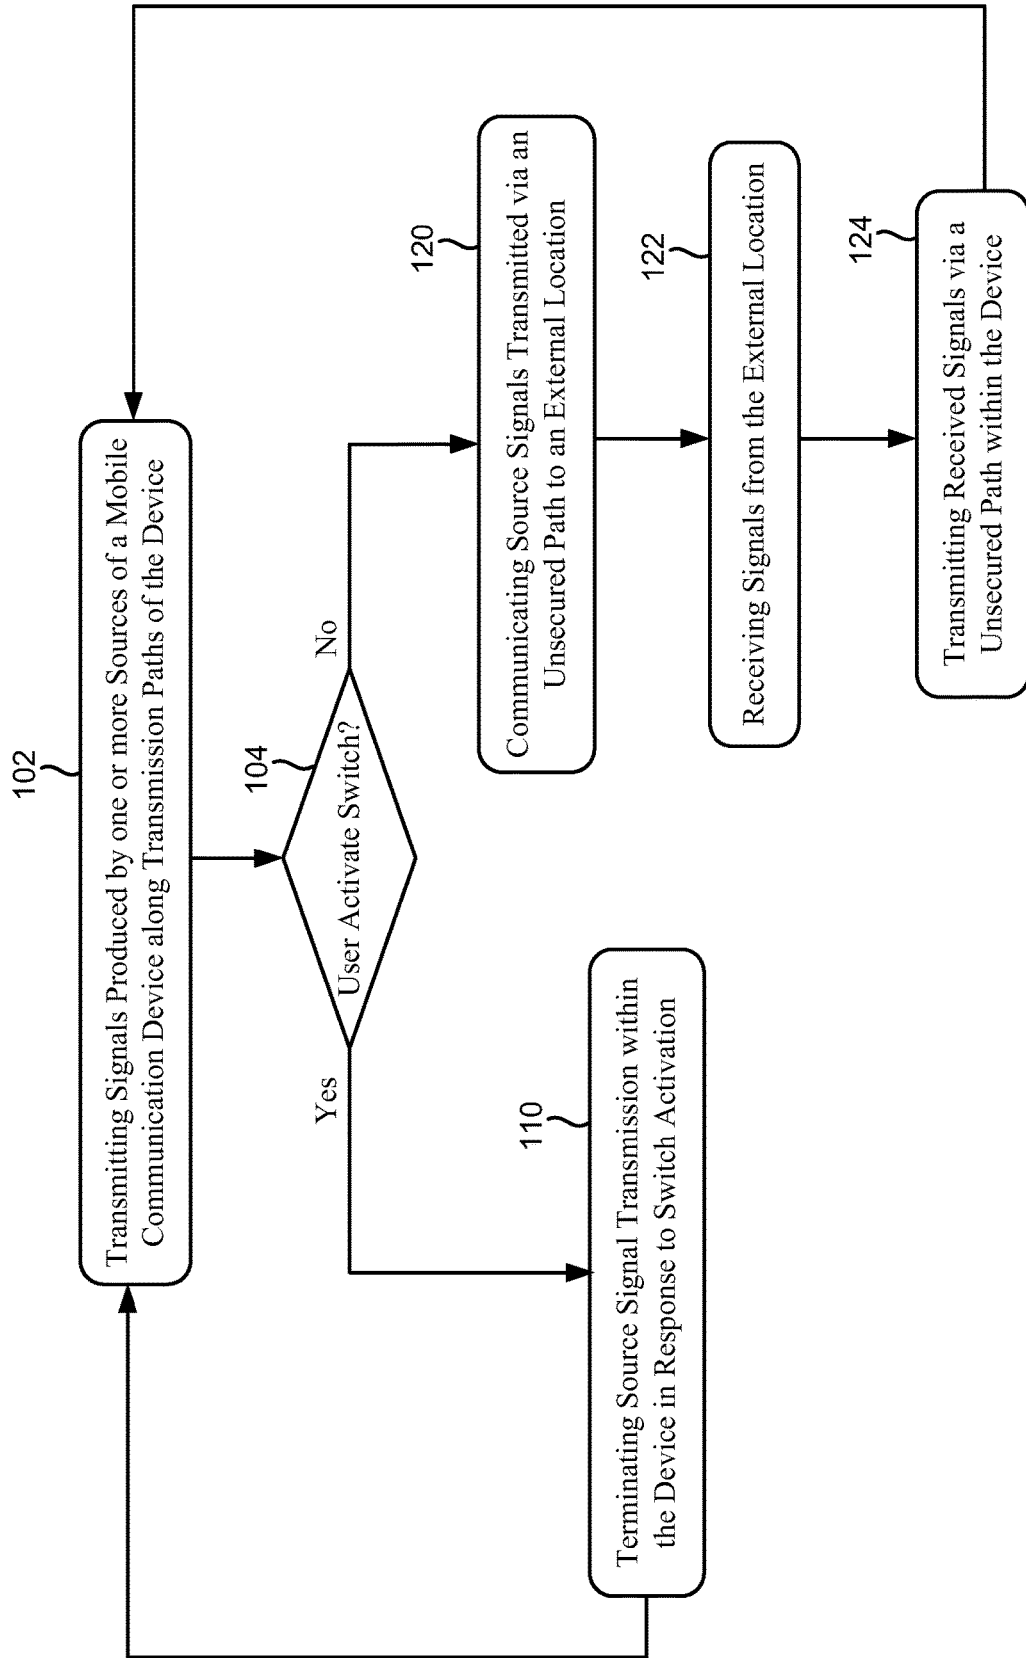 102
Transmitting Signals Produced by one or more Sources of a Mobile
Communication Device along Transmission Paths of the Device
104
User Activate Switch?
Yes
No
110
Terminating Source Signal Transmission within
the Device in Response to Switch Activation
120
Communicating Source Signals Transmitted via an
Unsecured Path to an External Location
122
Receiving Signals from the External Location
124
Transmitting Received Signals via a
Unsecured Path within the Device